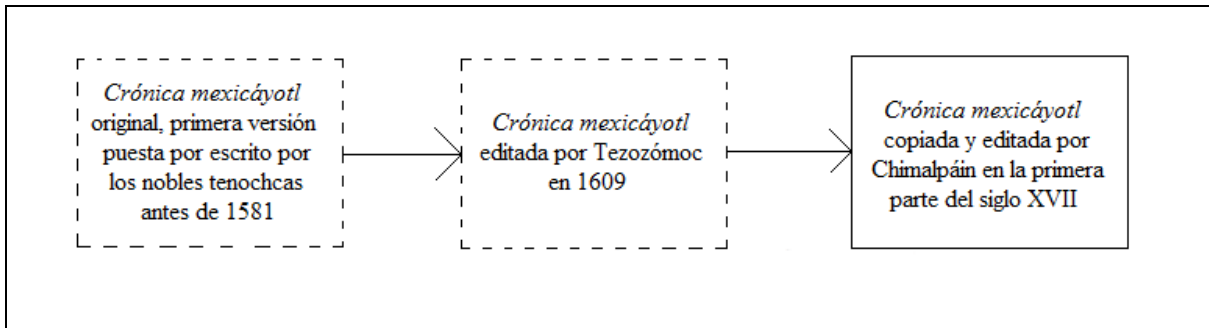 Crónica mexicáyotl
original, primera versión
puesta por escrito por
los nobles tenochcas
antes de 1581
Crónica mexicáyotl
editada por Tezozómoc
en 1609
Crónica mexicáyotl
copiada y editada por
Chimalpáin en la primera
parte del siglo XVII